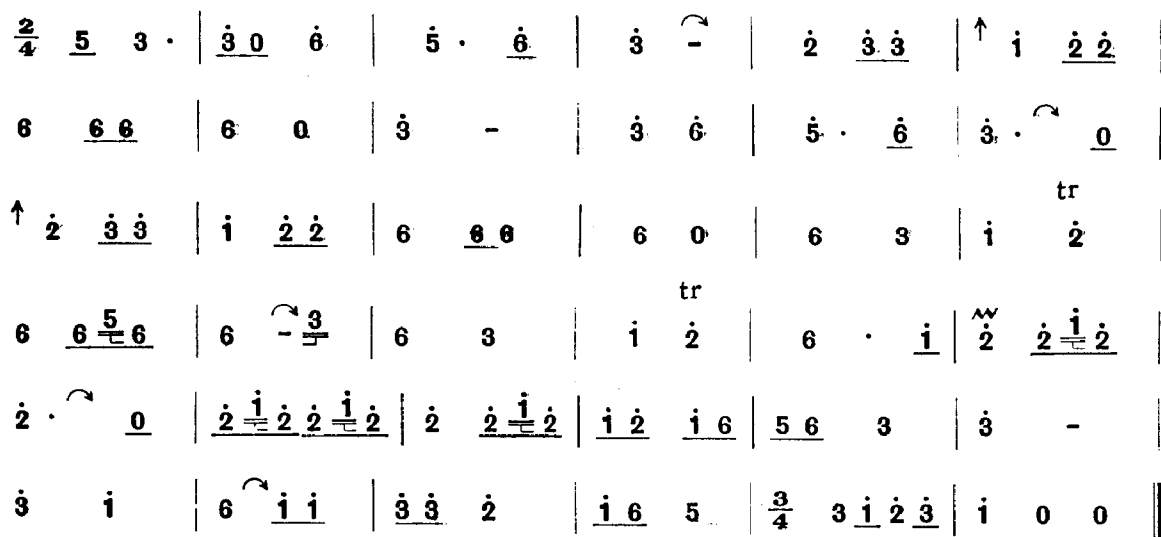 2/4 5 3 · | 3̇ 0 6̇ | 5̇ · 6̇ | 3̇ - | 2̇ 3̇ 3̇ | ↑ 1̇ 2̇ 2̇ |
6 6 6 | 6 0 | 3̇ - | 3̇ 6̇ | 5̇ · 6̇ | 3̇ · 0 |
↑ 2̇ 3̇ 3̇ | 1̇ 2̇ 2̇ | 6 6 6 | 6 0 | 6 3 | 1̇ tr 2̇ |
6 6 5 6 | 6 - 3 | 6 3 | 1̇ tr 2̇ | 6 · 1̇ | 2̇ 2̇ 1̇ 2̇ |
2̇ · 0 | 2̇ 1̇ 2̇ 2̇ 1̇ 2̇ | 2̇ 2̇ 1̇ 2̇ | 1̇ 2̇ 1̇ 6 | 5 6 3 | 3̇ - |
3̇ 1̇ | 6 1̇ 1̇ | 3̇ 3̇ 2̇ | 1̇ 6 5 | 3/4 3 1̇ 2̇ 3̇ | 1̇ 0 0 ‖